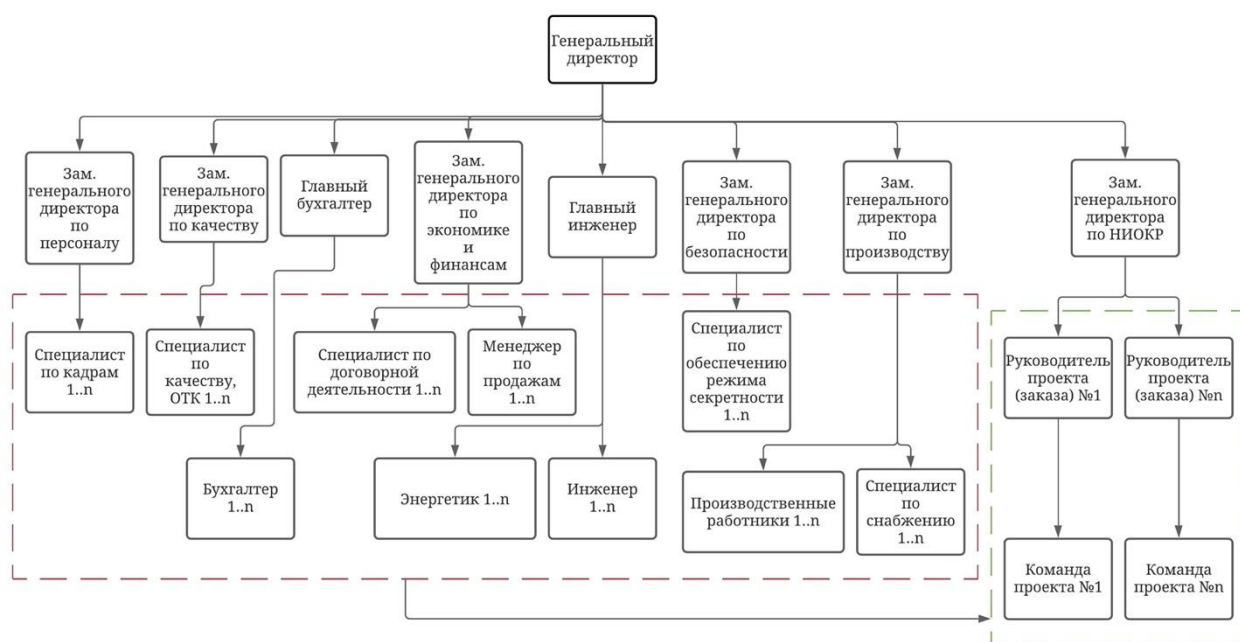 Генеральный
директор
Зам.
генерального
директора
по
персоналу
Зам.
генерального
директора
по качеству
Главный
бухгалтер
Зам.
генерального
директора
по
экономике
и
финансам
Главный
инженер
Зам.
генерального
директора
по
безопасности
Зам.
генерального
директора
по
производству
Зам.
генерального
директора
по НИОКР
Специалист
по кадрам
1..n
Специалист
по
качеству,
ОТК 1..n
Специалист по
договорной
деятельности 1..n
Менеджер
по
продажам
1..n
Специалист
по
обеспечению
режима
секретности
1..n
Руководитель
проекта
(заказа) №1
Руководитель
проекта
(заказа) №n
Бухгалтер
1..n
Энергетик 1..n
Инженер
1..n
Производственные
работники 1..n
Специалист
по
снабжению
1..n
Команда
проекта №1
Команда
проекта №n